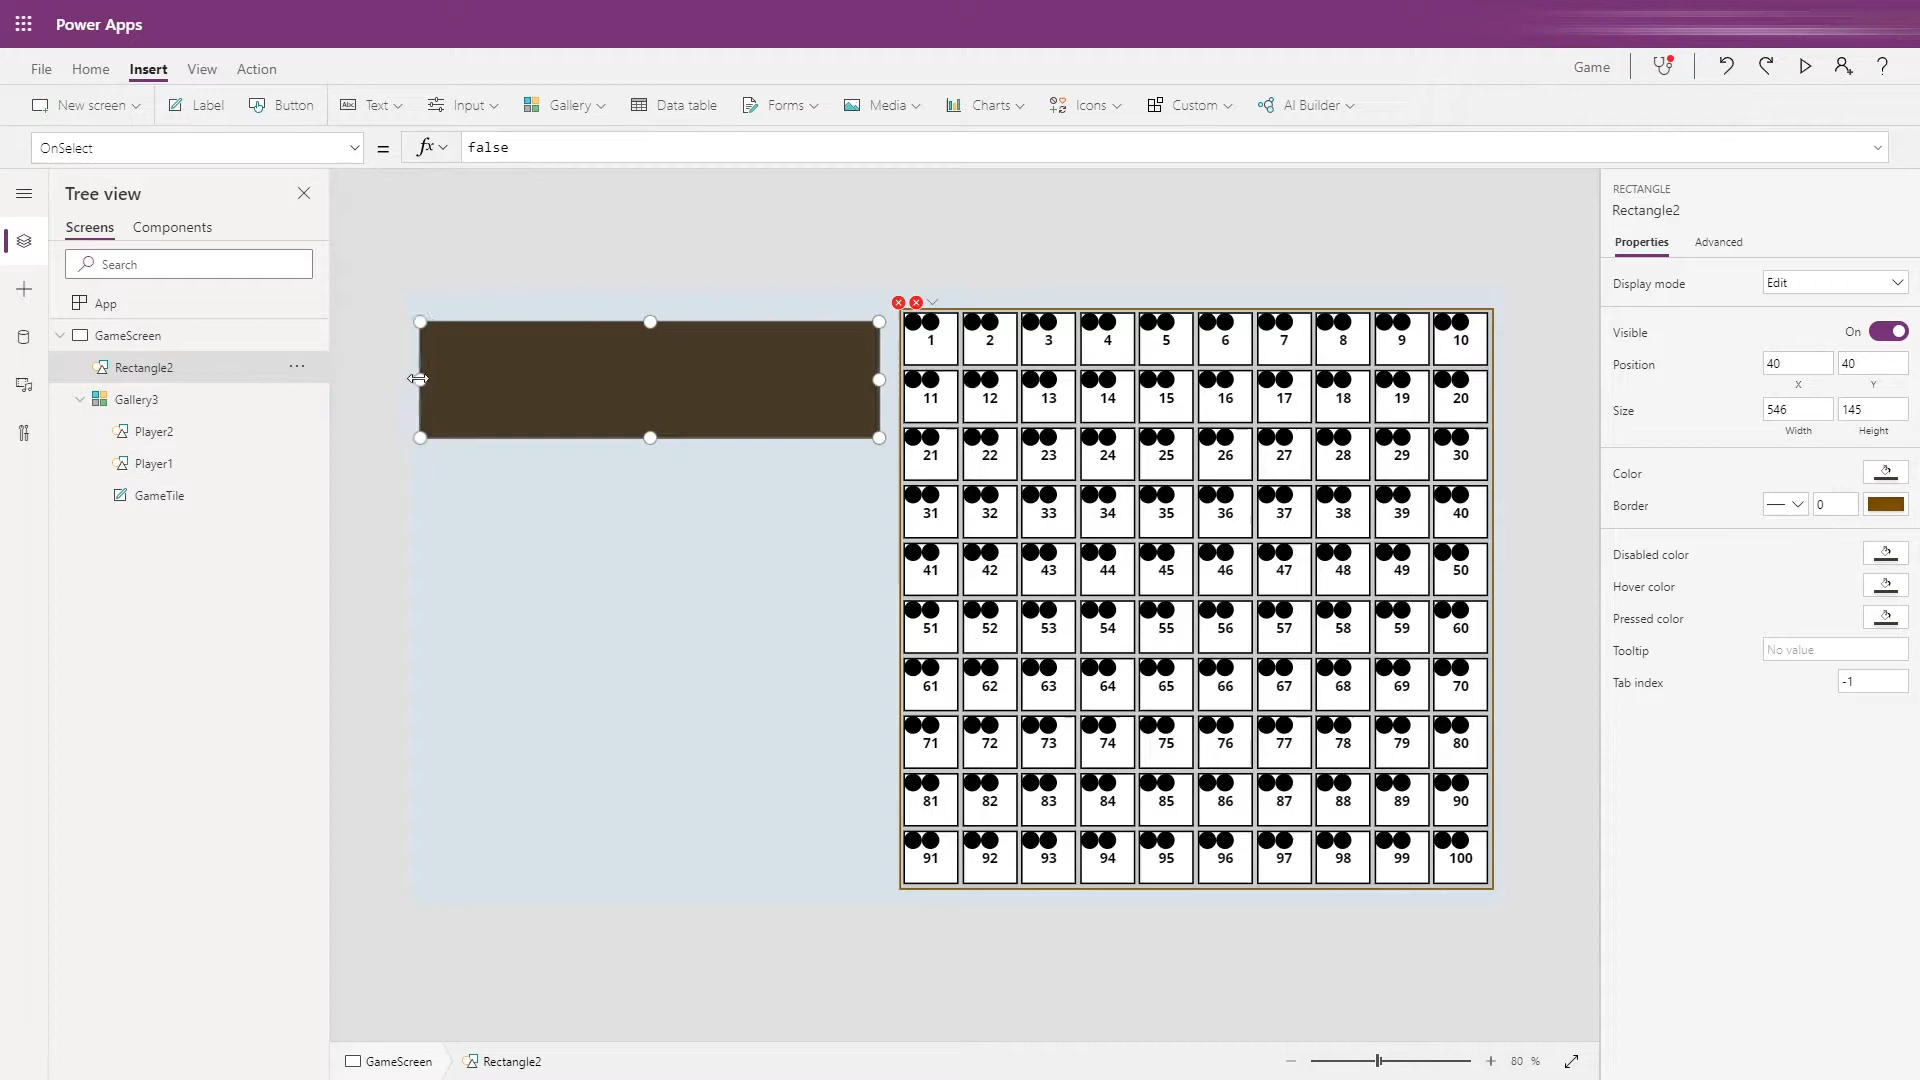 Power Apps
File Home Insert View Action Game
New screen Label Button Text Input Gallery Data table Forms Media Charts Icons Custom AI Builder
OnSelect = fx false
Tree view
Screens Components
Search
App
GameScreen
Rectangle2 ...
Gallery3
Player2
Player1
GameTile
1 2 3 4 5 6 7 8 9 10
11 12 13 14 15 16 17 18 19 20
21 22 23 24 25 26 27 28 29 30
31 32 33 34 35 36 37 38 39 40
41 42 43 44 45 46 47 48 49 50
51 52 53 54 55 56 57 58 59 60
61 62 63 64 65 66 67 68 69 70
71 72 73 74 75 76 77 78 79 80
81 82 83 84 85 86 87 88 89 90
91 92 93 94 95 96 97 98 99 100
RECTANGLE
Rectangle2
Properties Advanced
Display mode Edit
Visible On
Position 40 40
X Y
Size 546 145
Width Height
Color
Border 0
Disabled color
Hover color
Pressed color
Tooltip No value
Tab index -1
GameScreen Rectangle2 80 %